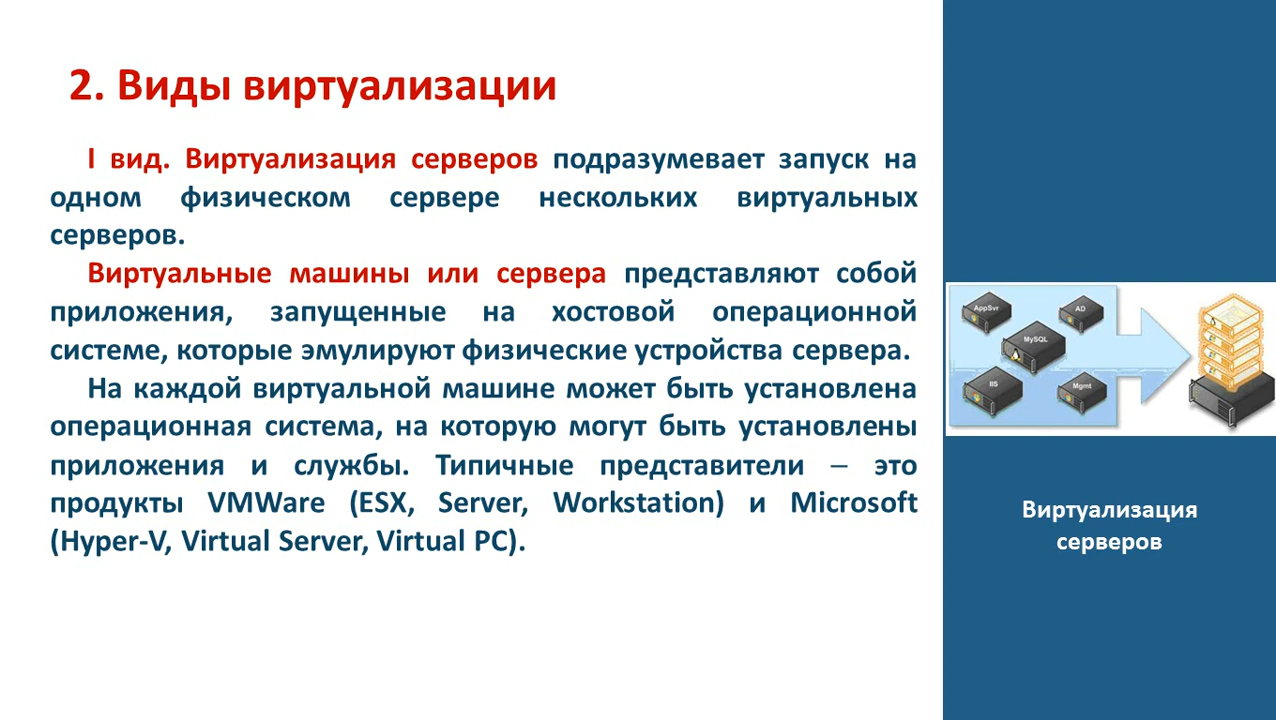 2. Виды виртуализации
I вид. Виртуализация серверов подразумевает запуск на
одном физическом сервере нескольких виртуальных
серверов.
Виртуальные машины или сервера представляют собой
приложения, запущенные на хостовой операционной
системе, которые эмулируют физические устройства сервера.
На каждой виртуальной машине может быть установлена
операционная система, на которую могут быть установлены
приложения и службы. Типичные представители – это
продукты VMWare (ESX, Server, Workstation) и Microsoft
(Hyper-V, Virtual Server, Virtual PC).
AppSvr
AD
MySQL
IIS
Mgmt
Виртуализация
серверов